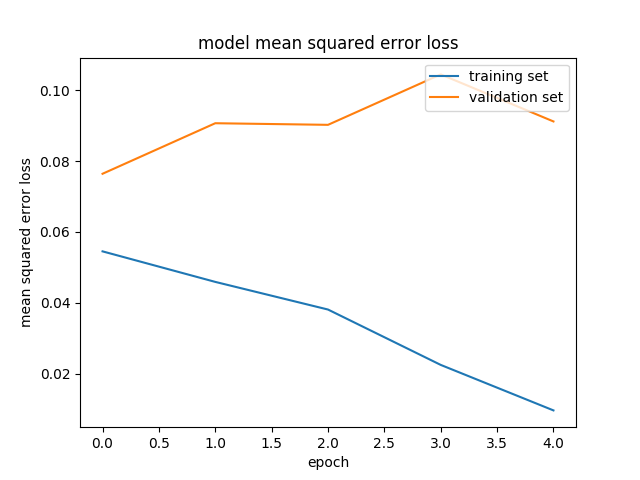 model mean squared error loss
training set
validation set
0.10
0.08
0.06
0.04
0.02
mean squared error loss
0.0 0.5 1.0 1.5 2.0 2.5 3.0 3.5 4.0
epoch